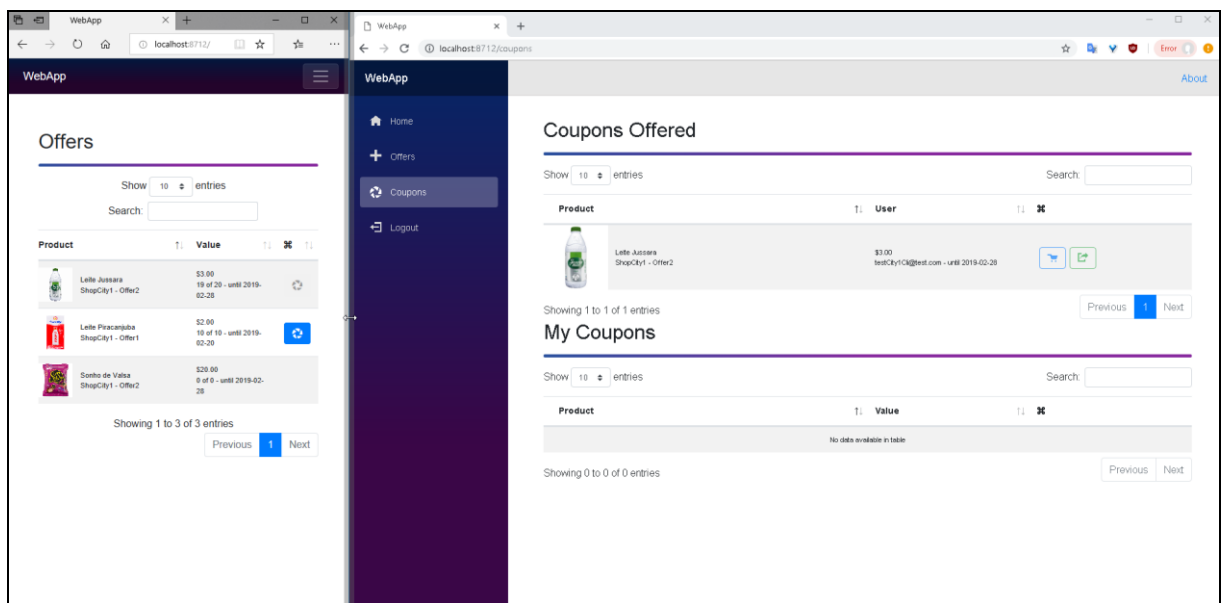 WebApp
localhost:8712/
WebApp
Offers
Show 10 entries
Search:
Product
Value
Leite Jussara
ShopCity1 - Offer2
$3.00
19 of 20 - until 2019-
02-28
Leite Piracanjuba
ShopCity1 - Offer1
$2.00
10 of 10 - until 2019-
02-20
Sonho de Valsa
ShopCity1 - Offer2
$20.00
0 of 0 - until 2019-02-
28
Showing 1 to 3 of 3 entries
Previous 1 Next
WebApp
localhost:8712/coupons
Error
WebApp
About
Home
Offers
Coupons
Logout
Coupons Offered
Show 10 entries
Search:
Product
User
Leite Jussara
ShopCity1 - Offer2
$3.00
testCity1Cli@test.com - until 2019-02-28
Showing 1 to 1 of 1 entries
Previous 1 Next
My Coupons
Show 10 entries
Search:
Product
Value
No data available in table
Showing 0 to 0 of 0 entries
Previous Next